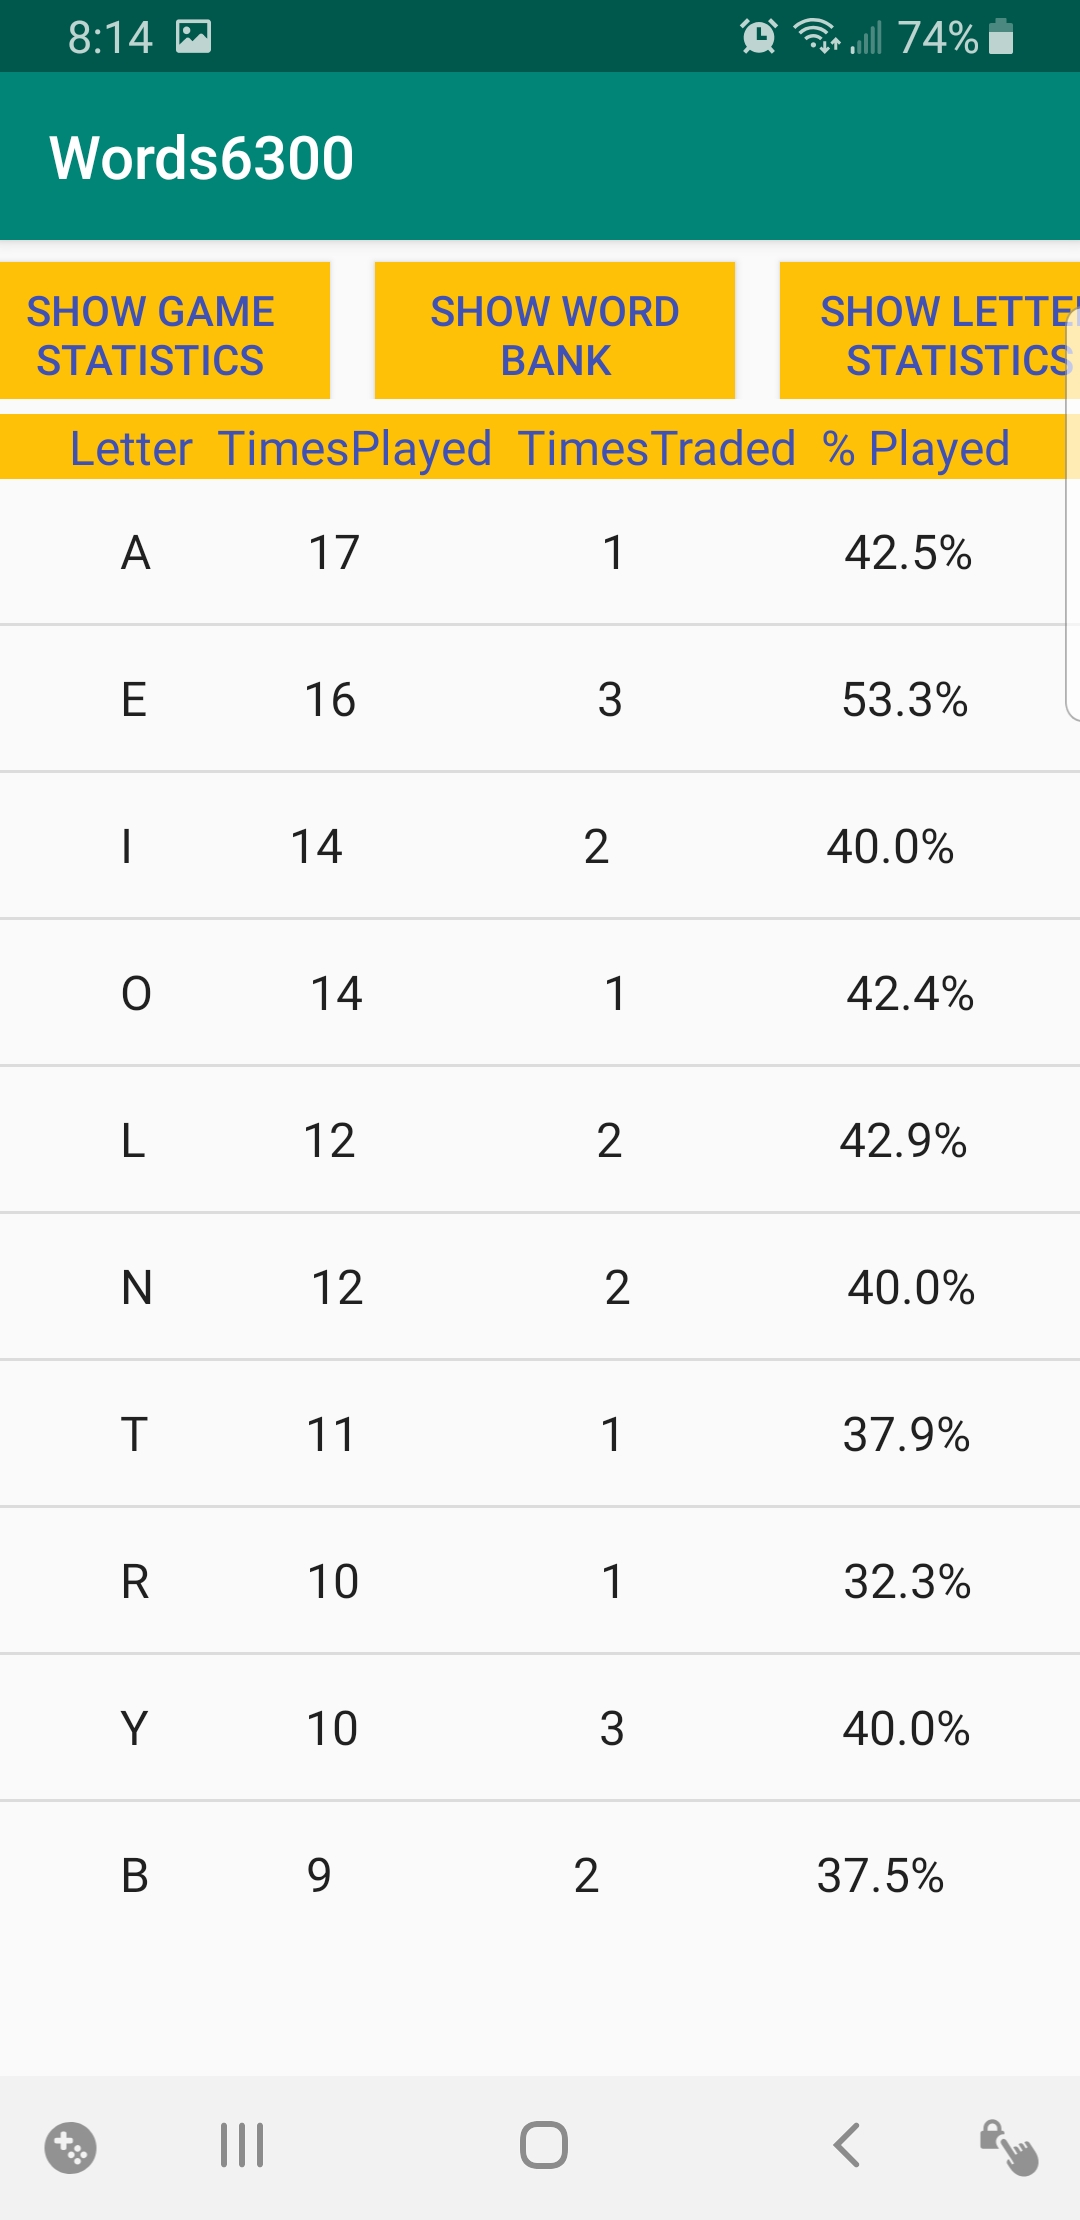 8:14 74%
Words6300
SHOW GAME STATISTICS
SHOW WORD BANK
SHOW LETTE STATISTICS
Letter TimesPlayed TimesTraded % Played
A 17 1 42.5%
E 16 3 53.3%
I 14 2 40.0%
O 14 1 42.4%
L 12 2 42.9%
N 12 2 40.0%
T 11 1 37.9%
R 10 1 32.3%
Y 10 3 40.0%
B 9 2 37.5%